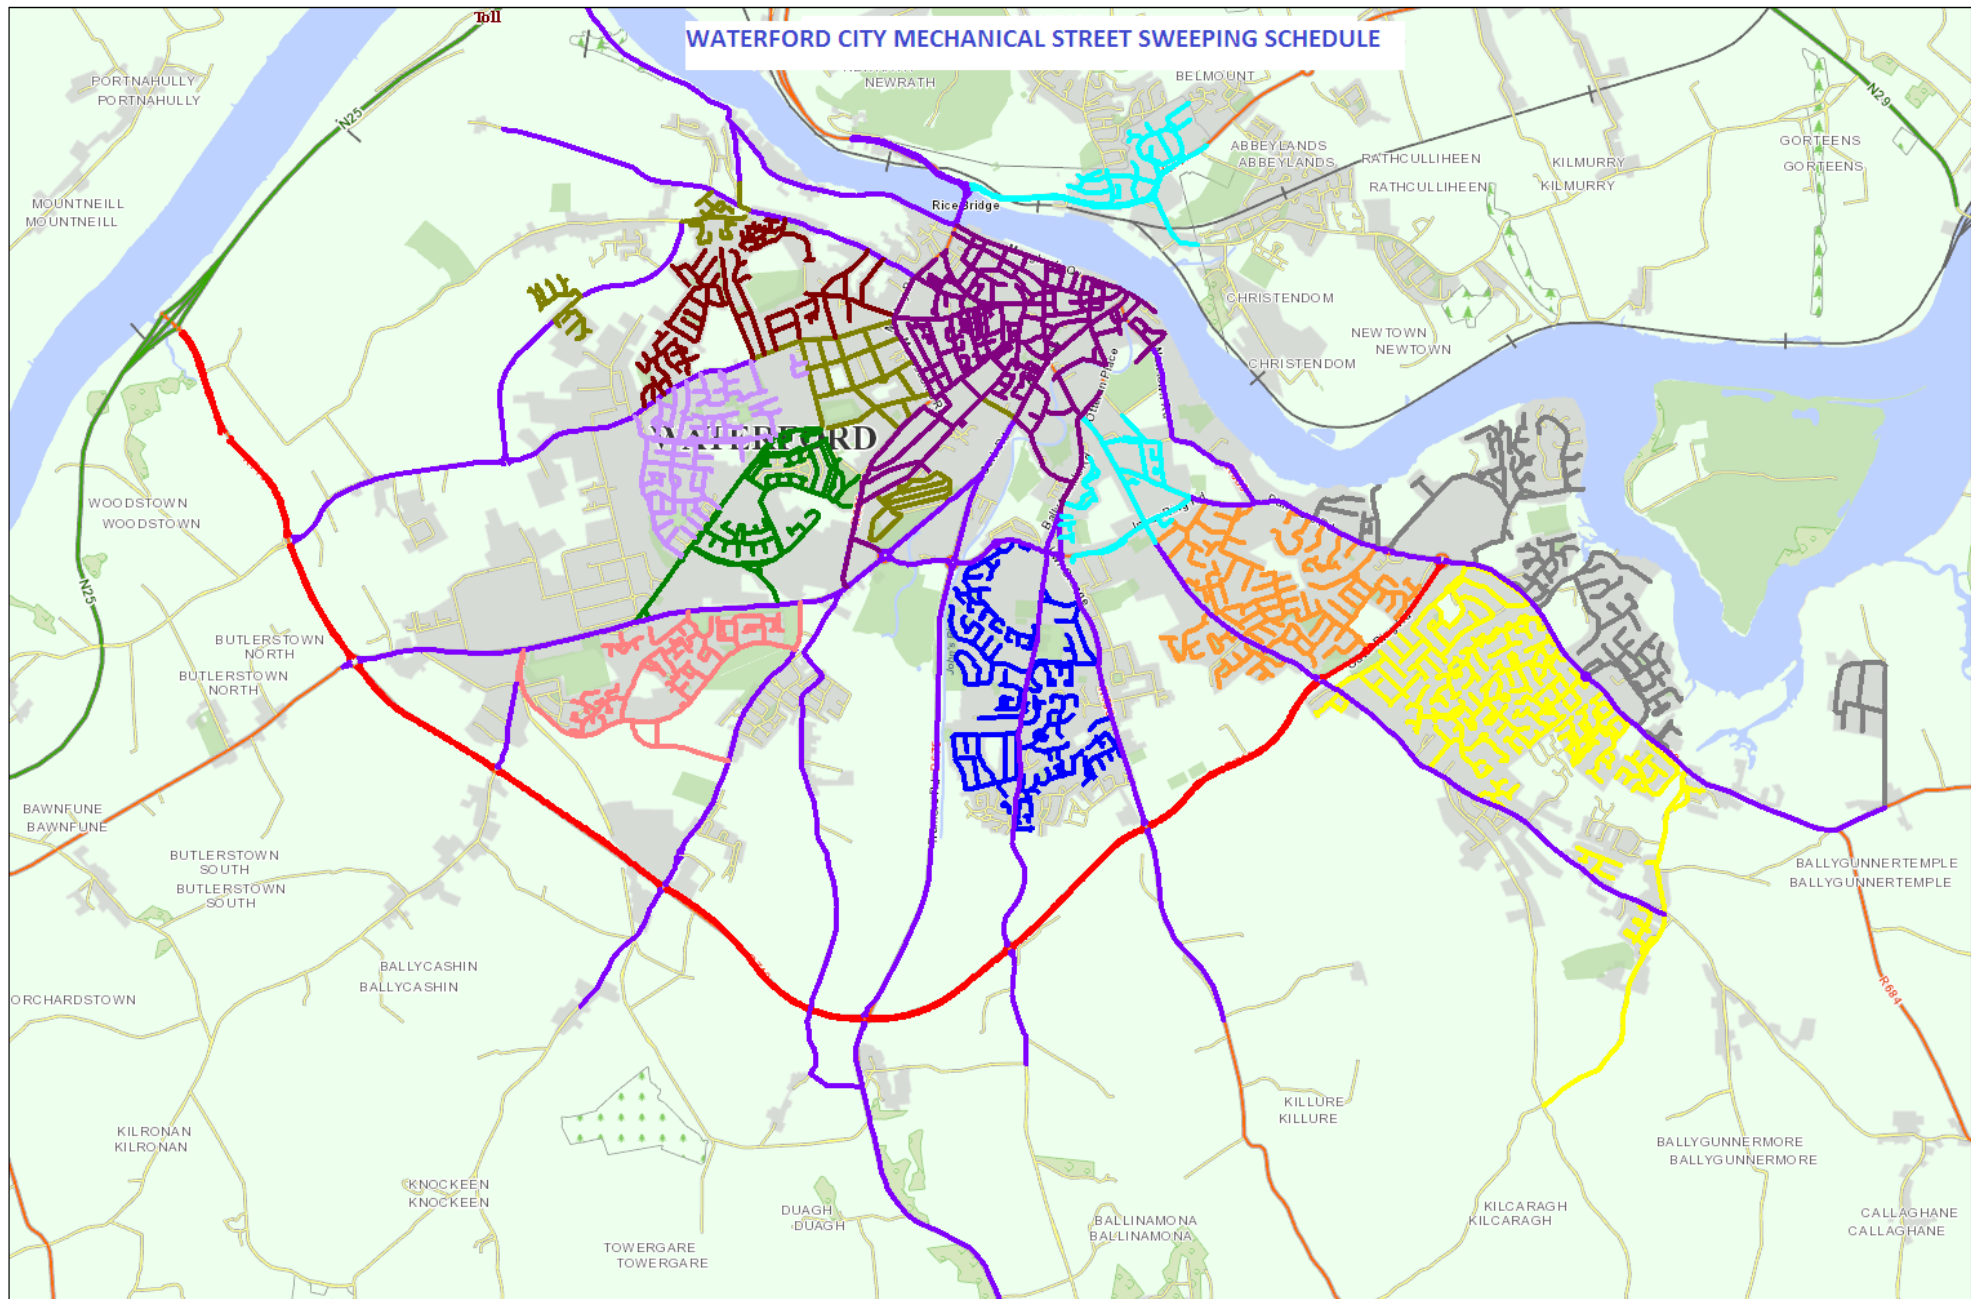 Toll
WATERFORD CITY MECHANICAL STREET SWEEPING SCHEDULE
NEWRATH
BELMOUNT
PORTNAHULLY
PORTNAHULLY
N25
N29
ABBEYLANDS
ABBEYLANDS
RATHCULLIHEEN
RATHCULLIHEEN
KILMURRY
KILMURRY
GORTEENS
GORTEENS
MOUNTNEILL
MOUNTNEILL
Rice Bridge
CHRISTENDOM
NEWTOWN
NEWTOWN
CHRISTENDOM
WATERFORD
WOODSTOWN
WOODSTOWN
N25
BUTLERSTOWN
NORTH
BUTLERSTOWN
NORTH
BAWNFUNE
BAWNFUNE
BUTLERSTOWN
SOUTH
BUTLERSTOWN
SOUTH
BALLYGUNNERTEMPLE
BALLYGUNNERTEMPLE
BALLYCASHIN
BALLYCASHIN
ORCHARDSTOWN
R684
KILRONAN
KILRONAN
KILLURE
KILLURE
BALLYGUNNERMORE
BALLYGUNNERMORE
KNOCKEEN
KNOCKEEN
DUAGH
DUAGH
BALLINAMONA
BALLINAMONA
KILCARAGH
KILCARAGH
CALLAGHANE
CALLAGHANE
TOWERGARE
TOWERGARE